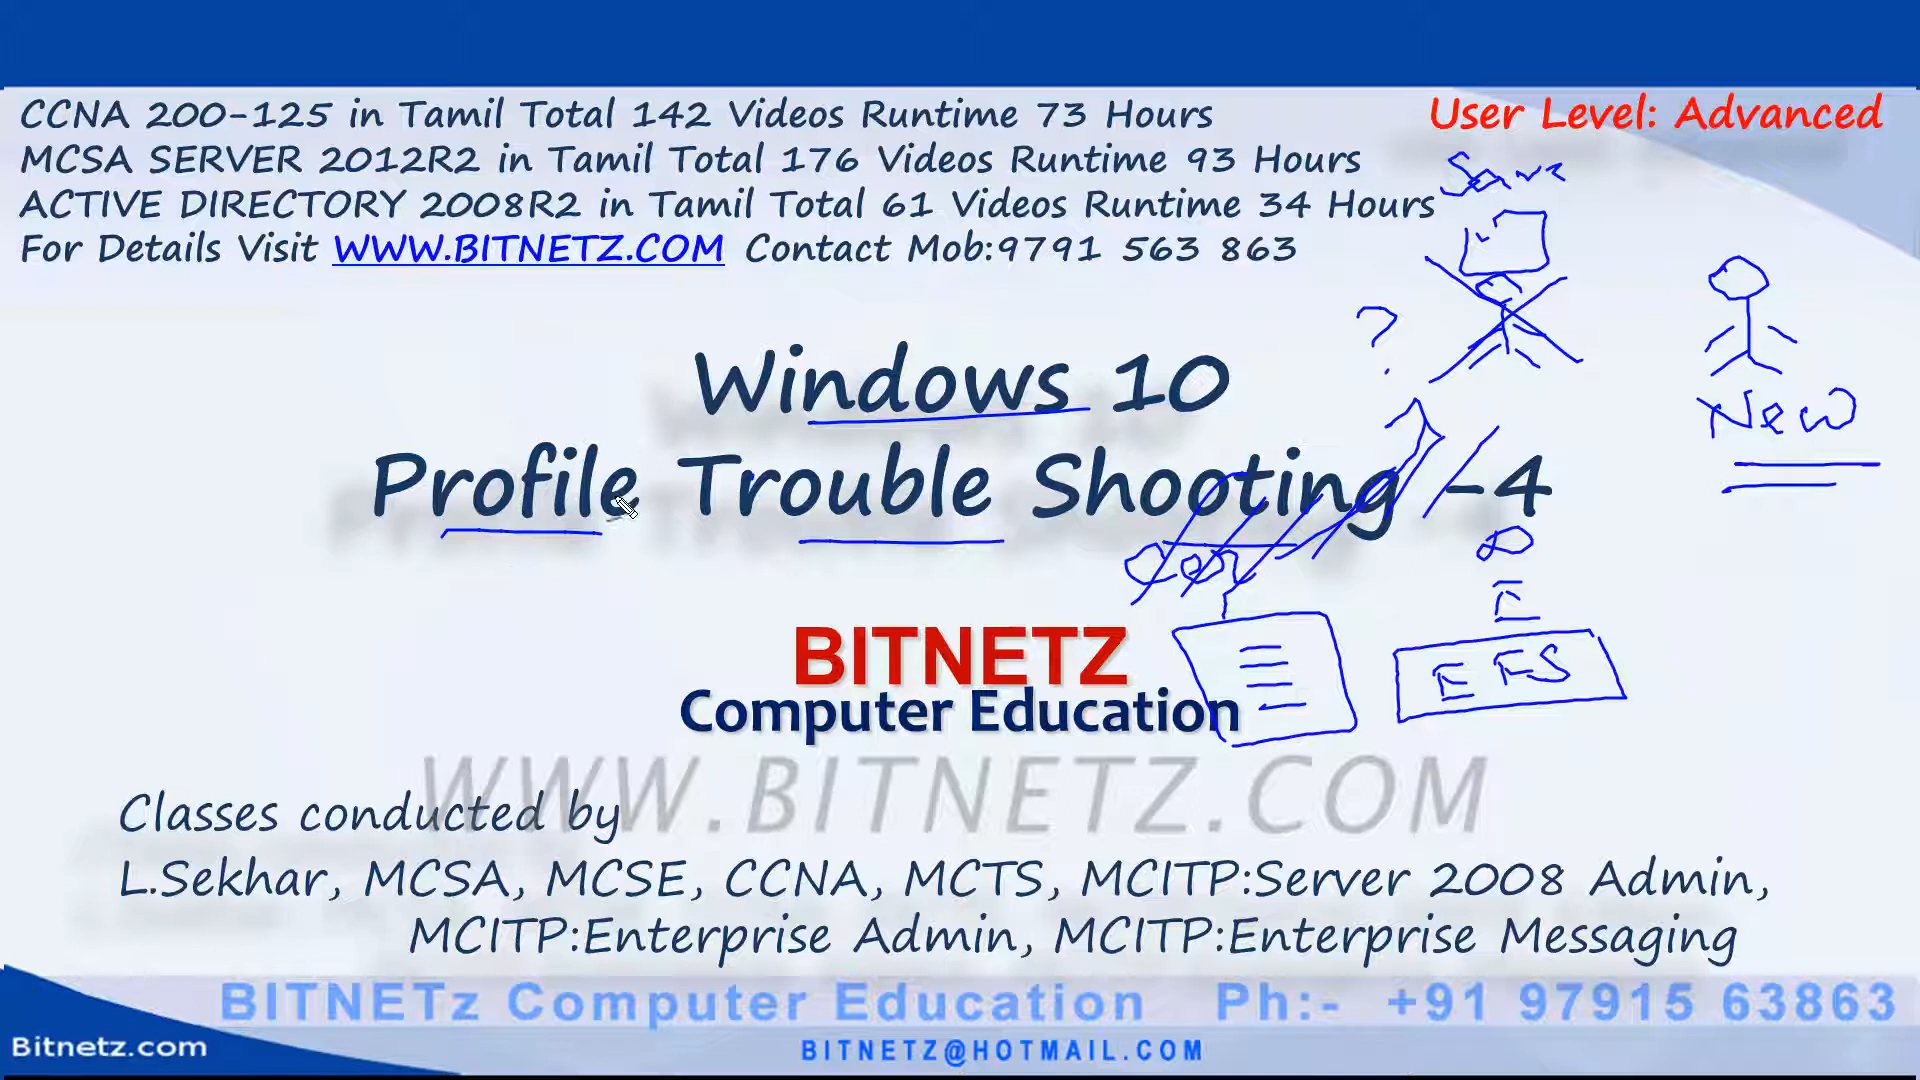 CCNA 200-125 in Tamil Total 142 Videos Runtime 73 Hours
User Level: Advanced
MCSA SERVER 2012R2 in Tamil Total 176 Videos Runtime 93 Hours
ACTIVE DIRECTORY 2008R2 in Tamil Total 61 Videos Runtime 34 Hours
For Details Visit WWW.BITNETZ.COM Contact Mob:9791 563 863
?
New
Windows 10
Profile Trouble Shooting -4
E
EFS
BITNETZ
Computer Education
WWW.BITNETZ.COM
Classes conducted by
L.Sekhar, MCSA, MCSE, CCNA, MCTS, MCITP:Server 2008 Admin,
MCITP:Enterprise Admin, MCITP:Enterprise Messaging
BITNETz Computer Education Ph:- +91 97915 63863
Bitnetz.com
BITNETZ@HOTMAIL.COM